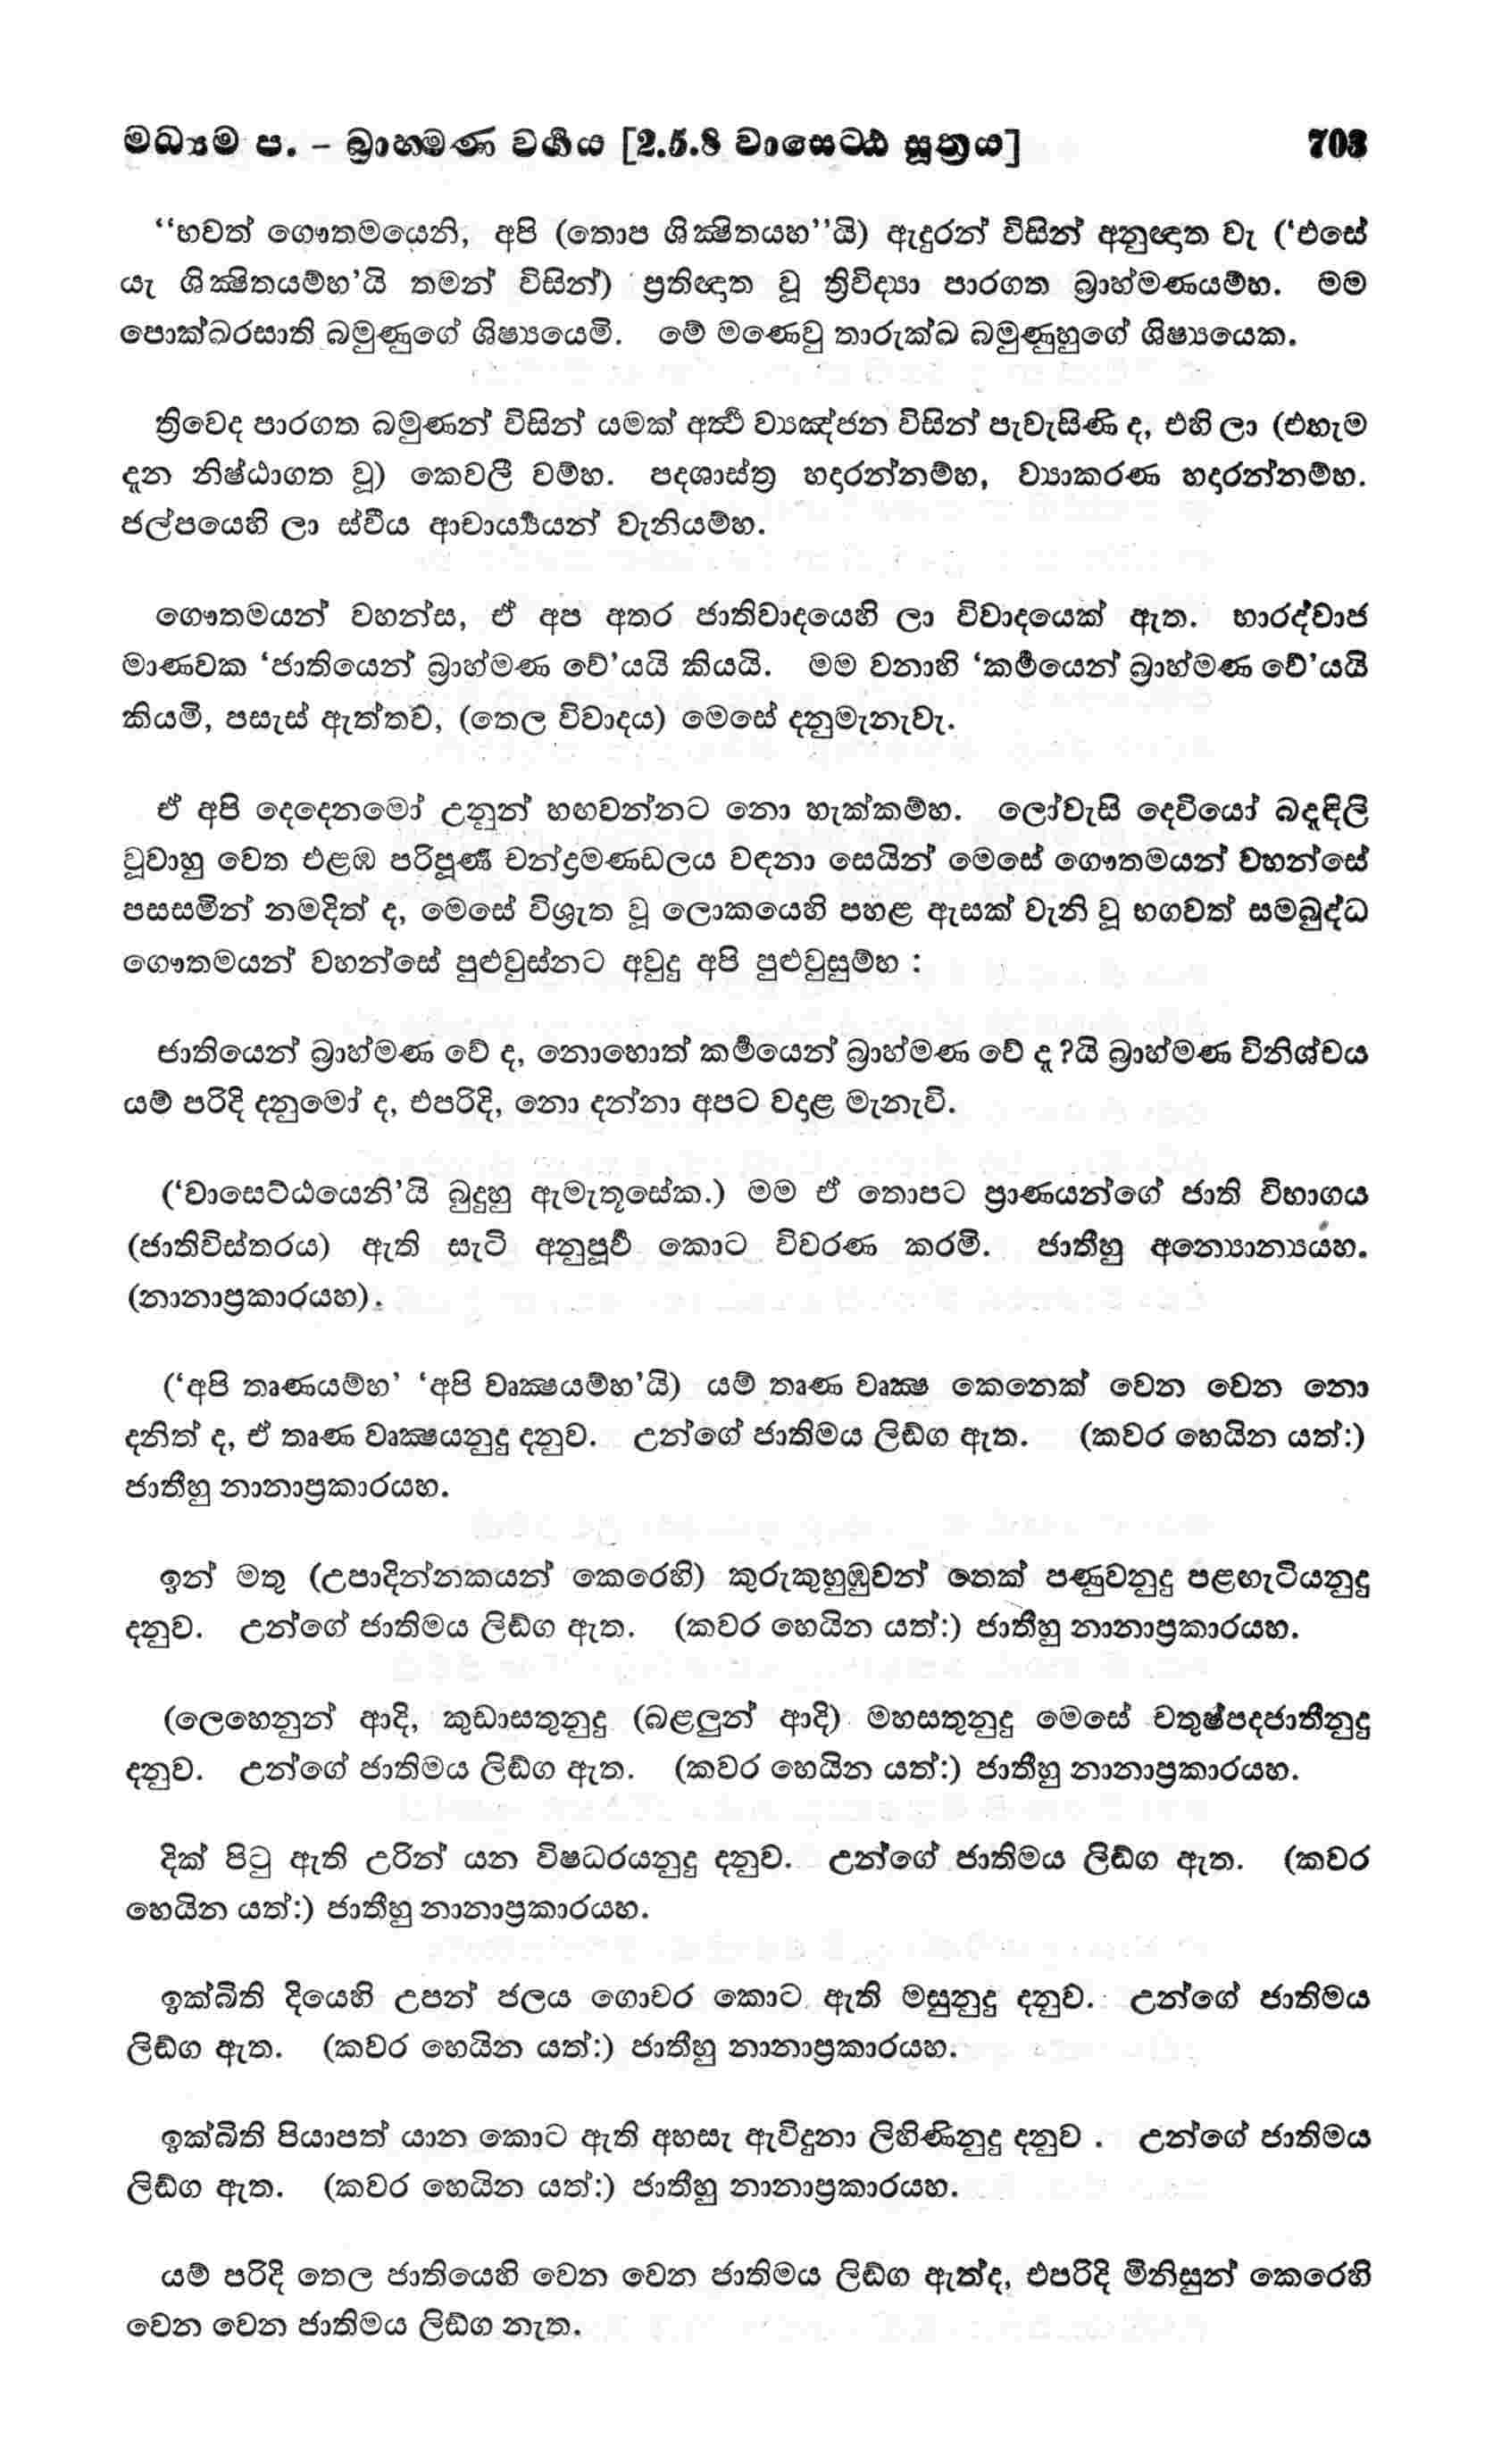 මධ්‍යම ප. – බ්‍රාහමණ වර්‍ගය [2.5.8 වාසෙට්ඨ සූත්‍රය] 703
“භවත් ගෞතමයෙනි, අපි (තොප ශික්‍ෂිතයහ”යි) ඇදුරන් විසින් අනුඥාත වැ (‘එසේ
යැ ශික්‍ෂිතයම්හ’යි තමන් විසින්) ප්‍රතිඥාත වූ ත්‍රිවිද්‍යා පාරගත බ්‍රාහ්මණයම්හ. මම
පොක්ඛරසාති බමුණුගේ ශිෂ්‍යයෙමි. මේ මණෙවු තාරුක්ඛ බමුණුහුගේ ශිෂ්‍යයෙක.
ත්‍රිවෙද පාරගත බමුණන් විසින් යමක් අර්‍ත්‍ථ ව්‍යඤ්ජන විසින් පැවැසිණි ද, එහි ලා (එහැම
දැන නිෂ්ඨාගත වූ) කෙවලී වම්හ. පදශාස්ත්‍ර හදාරන්නම්හ, ව්‍යාකරණ හදාරන්නම්හ.
ජල්පයෙහි ලා ස්වීය ආචාර්‍ය්‍යයන් වැනියම්හ.
ගෞතමයන් වහන්ස, ඒ අප අතර ජාතිවාදයෙහි ලා විවාදයෙක් ඇත. භාරද්වාජ
මාණවක ‘ජාතියෙන් බ්‍රාහ්මණ වේ’යයි කියයි. මම වනාහි ‘කර්‍මයෙන් බ්‍රාහ්මණ වේ’යයි
කියමි, පසැස් ඇත්තව, (තෙල විවාදය) මෙසේ දනුමැනැවැ.
ඒ අපි දෙදෙනමෝ උනුන් හඟවන්නට නො හැක්කම්හ. ලෝවැසි දෙවියෝ බදැඳිලි
වූවාහු වෙත එළඹ පරිපූර්‍ණ චන්ද්‍රමණඩලය වඳනා සෙයින් මෙසේ ගෞතමයන් වහන්සේ
පසසමින් නමදිත් ද, මෙසේ විශ්‍රැත වූ ලොකයෙහි පහළ ඇසක් වැනි වූ භගවත් සම්බුද්ධ
ගෞතමයන් වහන්සේ පුළුවුස්නට අවුදු අපි පුළුවුසුම්හ :
ජාතියෙන් බ්‍රාහ්මණ වේ ද, නොහොත් කර්‍මයෙන් බ්‍රාහ්මණ වේ දැ?යි බ්‍රාහ්මණ විනිශ්චය
යම් පරිදි දනුමෝ ද, එපරිදි, නො දන්නා අපට වදාළ මැනැවි.
(‘වාසෙට්ඨයෙනි’යි බුදුහු ඇමැතූසේක.) මම ඒ තොපට ප්‍රාණයන්ගේ ජාති විභාගය
(ජාතිවිස්තරය) ඇති සැටි අනුපූර්‍ව කොට විවරණ කරමි. ජාතීහු අන්‍යොන්‍යයහ.
(නානාප්‍රකාරයහ).
(‘අපි තෘණයම්හ’ ‘අපි වෘක්‍ෂයම්හ’යි) යම් තෘණ වෘක්‍ෂ කෙනෙක් වෙන වෙන නො
දනිත් ද, ඒ තෘණ වෘක්‍ෂයනුදු දනුව. උන්ගේ ජාතිමය ලිඞ්ග ඇත. (කවර හෙයින යත්:)
ජාතීහු නානාප්‍රකාරයහ.
ඉන් මතු (උපාදින්නකයන් කෙරෙහි) කුරුකුහුඹුවන් තෙක් පණුවනුදු පළඟැටියනුදු
දනුව. උන්ගේ ජාතිමය ලිඞ්ග ඇත. (කවර හෙයින යත්:) ජාතීහු නානාප්‍රකාරයහ.
(ලෙහෙනුන් ආදි, කුඩාසතුනුදු (බළලුන් ආදි) මහසතුනුදු මෙසේ චතුෂ්පදජාතීනුදු
දනුව. උන්ගේ ජාතිමය ලිඞ්ග ඇත. (කවර හෙයින යත්:) ජාතීහු නානාප්‍රකාරයහ.
දික් පිටු ඇති උරින් යන විෂධරයනුදු දනුව. උන්ගේ ජාතිමය ලිඞ්ග ඇත. (කවර
හෙයින යත්:) ජාතීහු නානාප්‍රකාරයහ.
ඉක්බිති දියෙහි උපන් ජලය ගොචර කොට ඇති මසුනුදු දනුව. උන්ගේ ජාතිමය
ලිඞ්ග ඇත. (කවර හෙයින යත්:) ජාතීහු නානාප්‍රකාරයහ.
ඉක්බිති පියාපත් යාන කොට ඇති අහසැ ඇවිදුනා ලිහිණිනුදු දනුව . උන්ගේ ජාතිමය
ලිඞ්ග ඇත. (කවර හෙයින යත්:) ජාතීහු නානාප්‍රකාරයහ.
යම් පරිදි තෙල ජාතියෙහි වෙන වෙන ජාතිමය ලිඞ්ග ඇත්ද, එපරිදි මිනිසුන් කෙරෙහි
වෙන වෙන ජාතිමය ලිඞ්ග නැත.